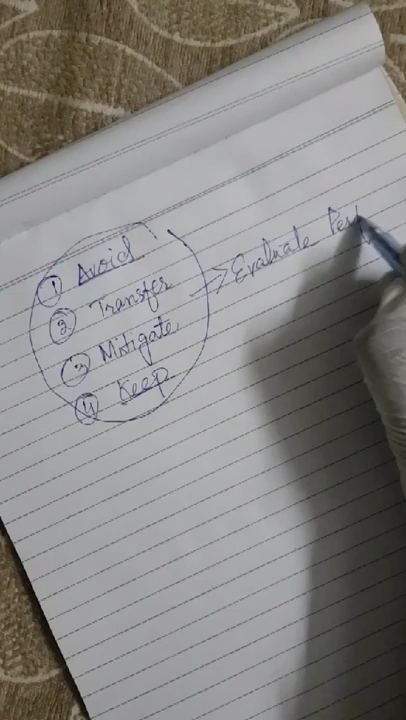 1 Avoid
2 Transfer
3 Mitigate
4 Keep
→ Evaluate